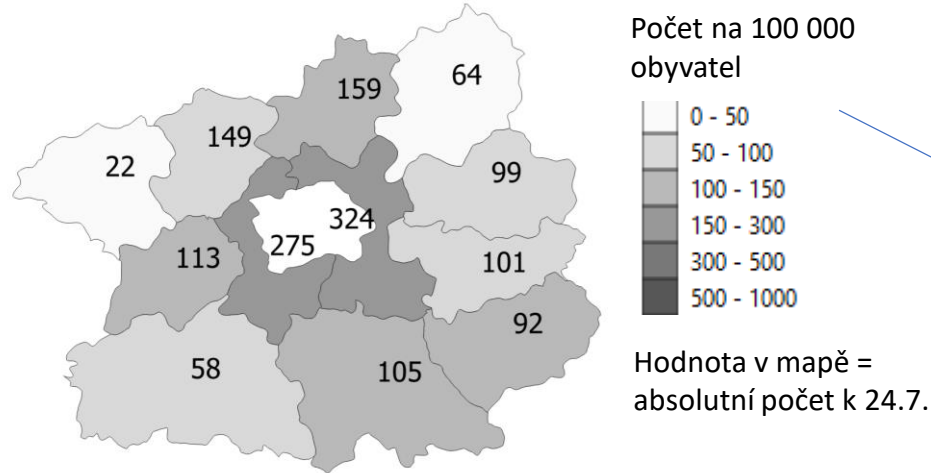 Počet na 100 000
obyvatel
159
64
149
22
99
324
275
113
101
92
58
105
0 - 50
50 - 100
100 - 150
150 - 300
300 - 500
500 - 1000
Hodnota v mapě =
absolutní počet k 24.7.